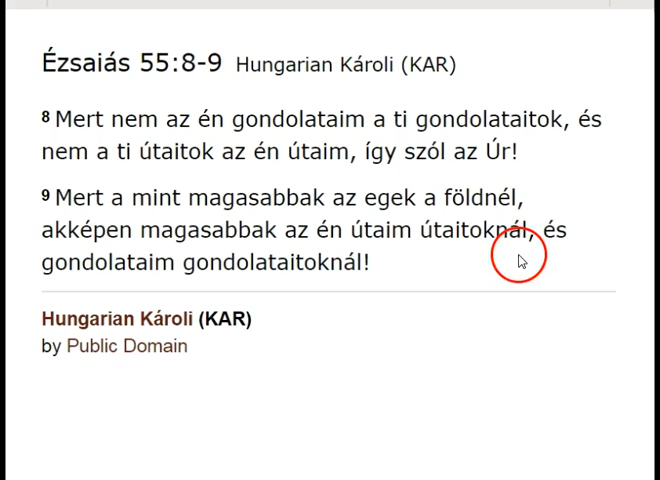 Ézsaiás 55:8-9 Hungarian Károli (KAR)
8 Mert nem az én gondolataim a ti gondolataitok, és
nem a ti útaitok az én útaim, így szól az Úr!
9 Mert a mint magasabbak az egek a földnél,
akképen magasabbak az én útaim útaitoknál, és
gondolataim gondolataitoknál!
Hungarian Károli (KAR)
by Public Domain